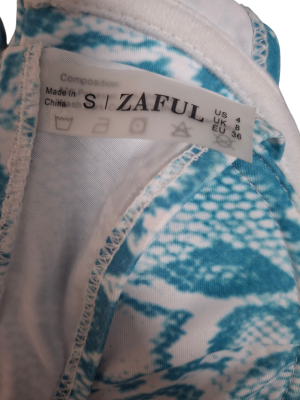 Composition
Made in
China
S / ZAFUL
US 4
UK 8
EU 36